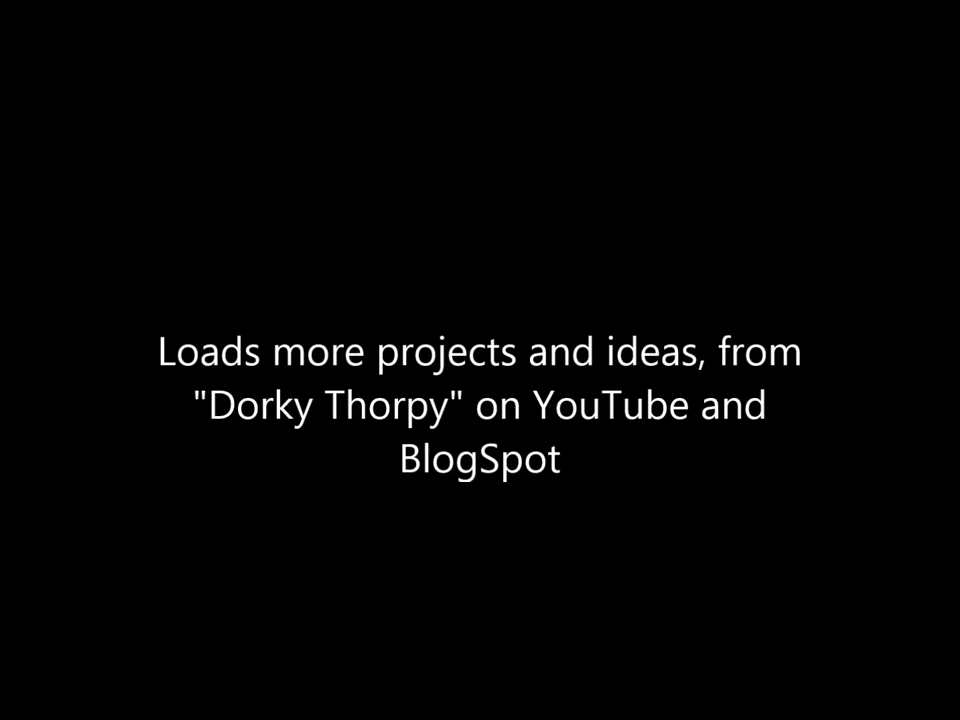 Loads more projects and ideas, from
"Dorky Thorpy" on YouTube and
BlogSpot